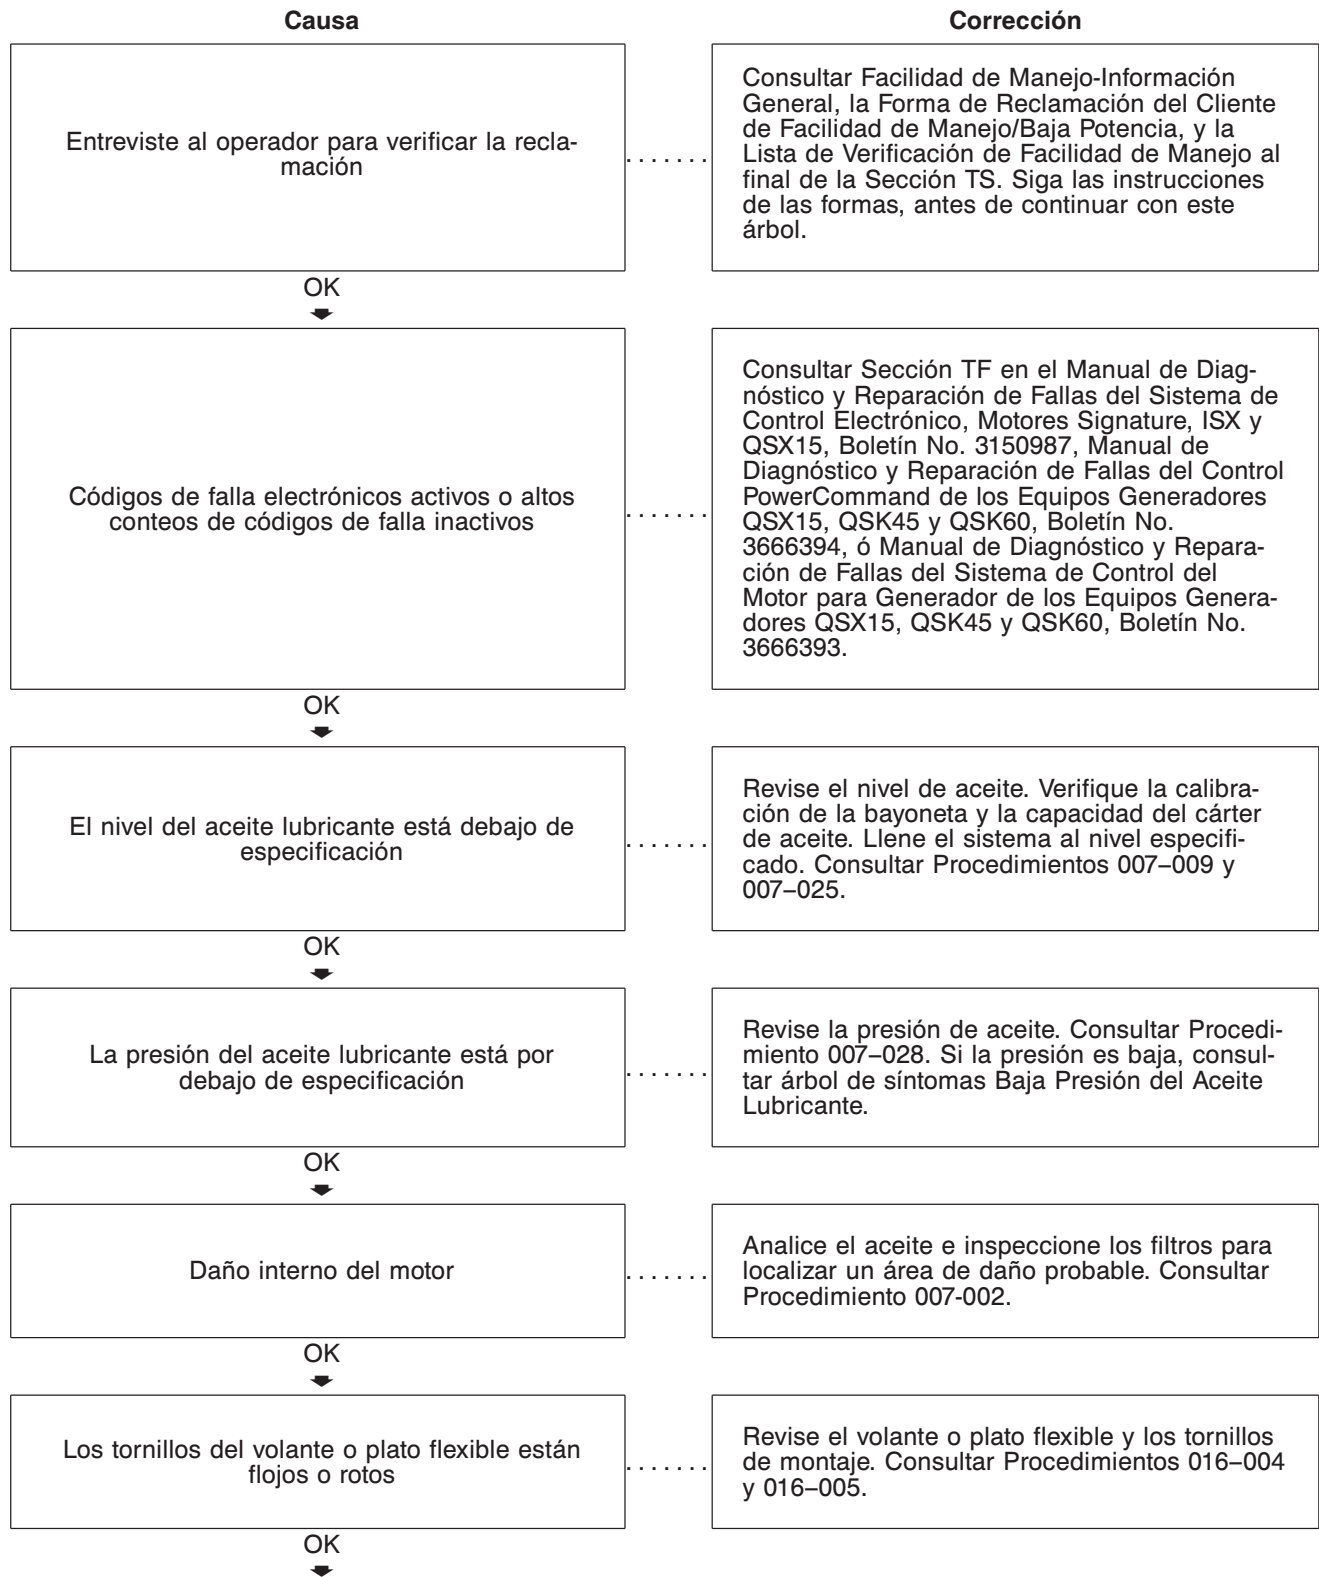 Causa
Corrección
Entreviste al operador para verificar la recla-
mación
.......
Consultar Facilidad de Manejo-Información
General, la Forma de Reclamación del Cliente
de Facilidad de Manejo/Baja Potencia, y la
Lista de Verificación de Facilidad de Manejo al
final de la Sección TS. Siga las instrucciones
de las formas, antes de continuar con este
árbol.
OK
Códigos de falla electrónicos activos o altos
conteos de códigos de falla inactivos
.......
Consultar Sección TF en el Manual de Diag-
nóstico y Reparación de Fallas del Sistema de
Control Electrónico, Motores Signature, ISX y
QSX15, Boletín No. 3150987, Manual de
Diagnóstico y Reparación de Fallas del Control
PowerCommand de los Equipos Generadores
QSX15, QSK45 y QSK60, Boletín No.
3666394, ó Manual de Diagnóstico y Repara-
ción de Fallas del Sistema de Control del
Motor para Generador de los Equipos Genera-
dores QSX15, QSK45 y QSK60, Boletín No.
3666393.
OK
El nivel del aceite lubricante está debajo de
especificación
.......
Revise el nivel de aceite. Verifique la calibra-
ción de la bayoneta y la capacidad del cárter
de aceite. Llene el sistema al nivel especifi-
cado. Consultar Procedimientos 007–009 y
007–025.
OK
La presión del aceite lubricante está por
debajo de especificación
.......
Revise la presión de aceite. Consultar Procedi-
miento 007–028. Si la presión es baja, consul-
tar árbol de síntomas Baja Presión del Aceite
Lubricante.
OK
Daño interno del motor
.......
Analice el aceite e inspeccione los filtros para
localizar un área de daño probable. Consultar
Procedimiento 007-002.
OK
Los tornillos del volante o plato flexible están
flojos o rotos
.......
Revise el volante o plato flexible y los tornillos
de montaje. Consultar Procedimientos 016–004
y 016–005.
OK